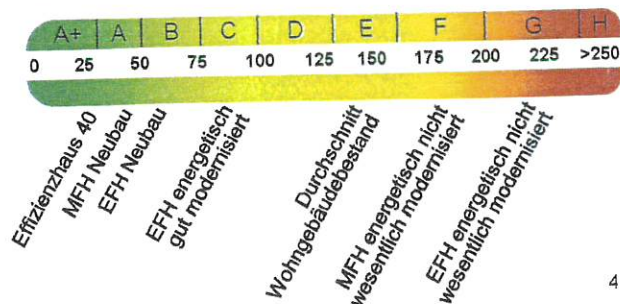 A+ A B C D E F G H
0 25 50 75 100 125 150 175 200 225 >250
Effizienzhaus 40
MFH Neubau
EFH Neubau
EFH energetisch
gut modernisiert
Durchschnitt
Wohngebäudebestand
MFH energetisch nicht
wesentlich modernisiert
EFH energetisch nicht
wesentlich modernisiert
4